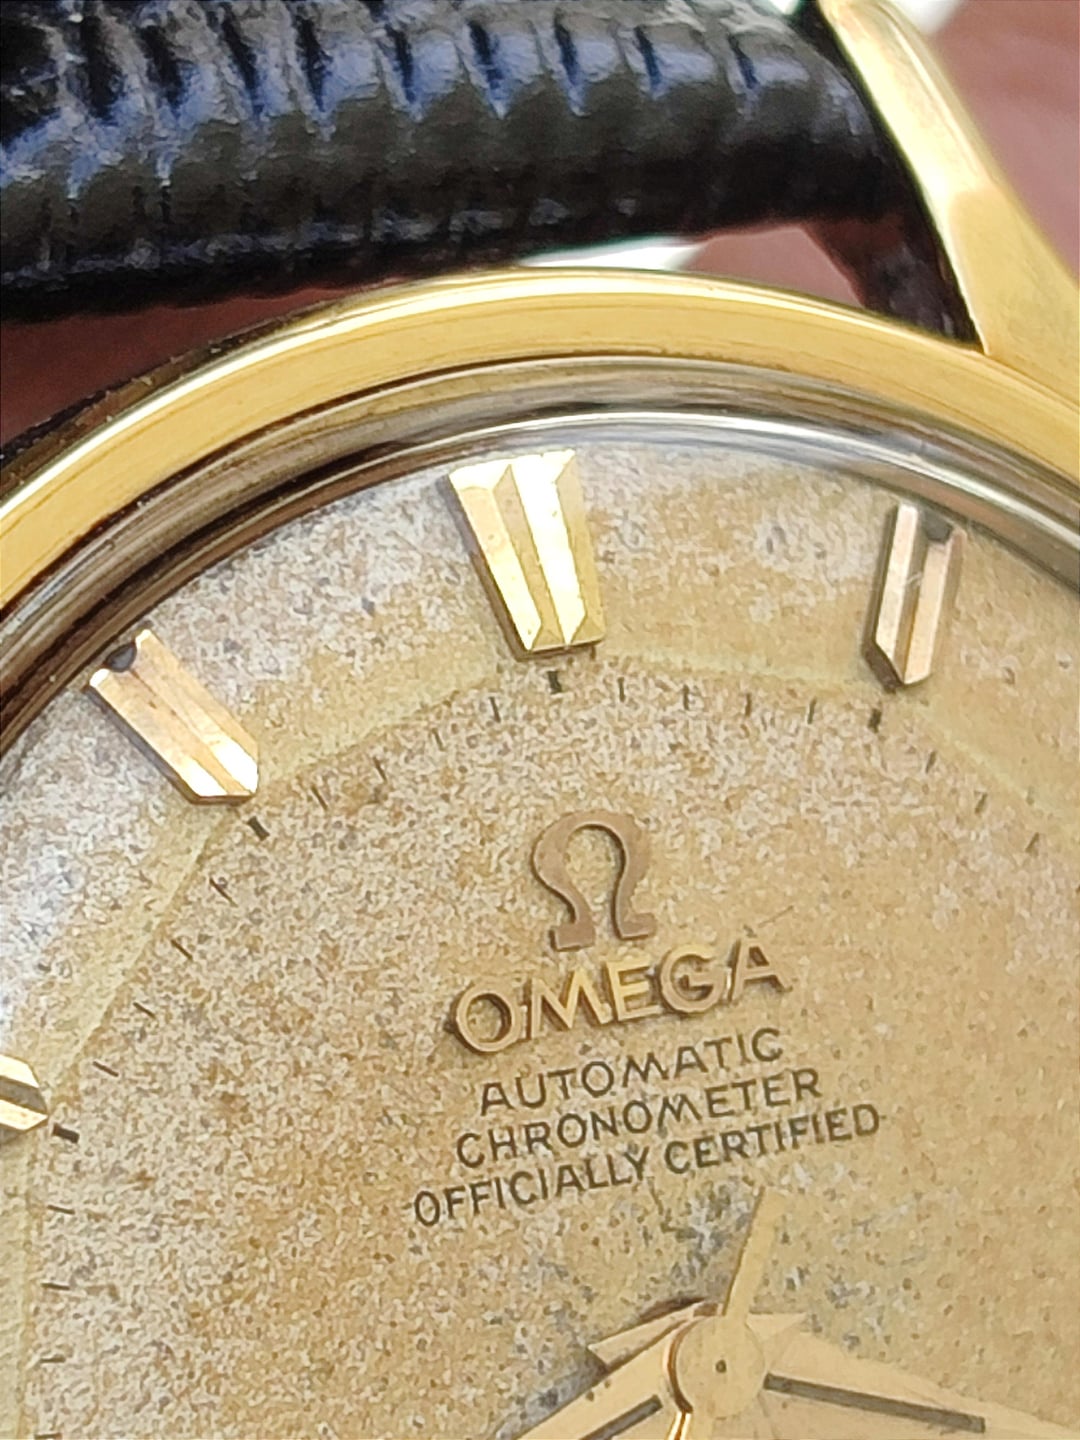 Ω
OMEGA
AUTOMATIC
CHRONOMETER
OFFICIALLY CERTIFIED